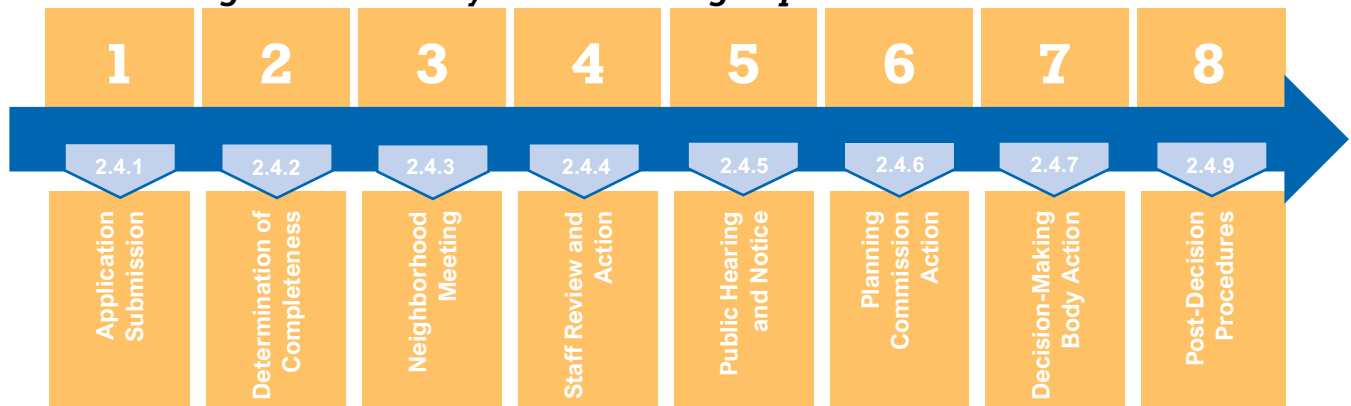 1 2 3 4 5 6 7 8
2.4.1 2.4.2 2.4.3 2.4.4 2.4.5 2.4.6 2.4.7 2.4.9
Application
Submission
Determination of
Completeness
Neighborhood
Meeting
Staff Review and
Action
Public Hearing
and Notice
Planning
Commission
Action
Decision-Making
Body Action
Post-Decision
Procedures